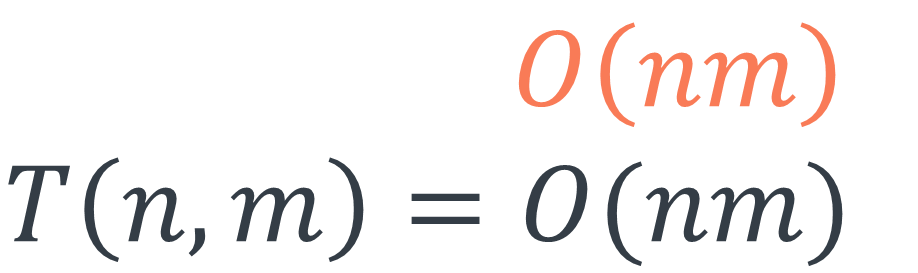 O(nm)
T(n, m) = O(nm)